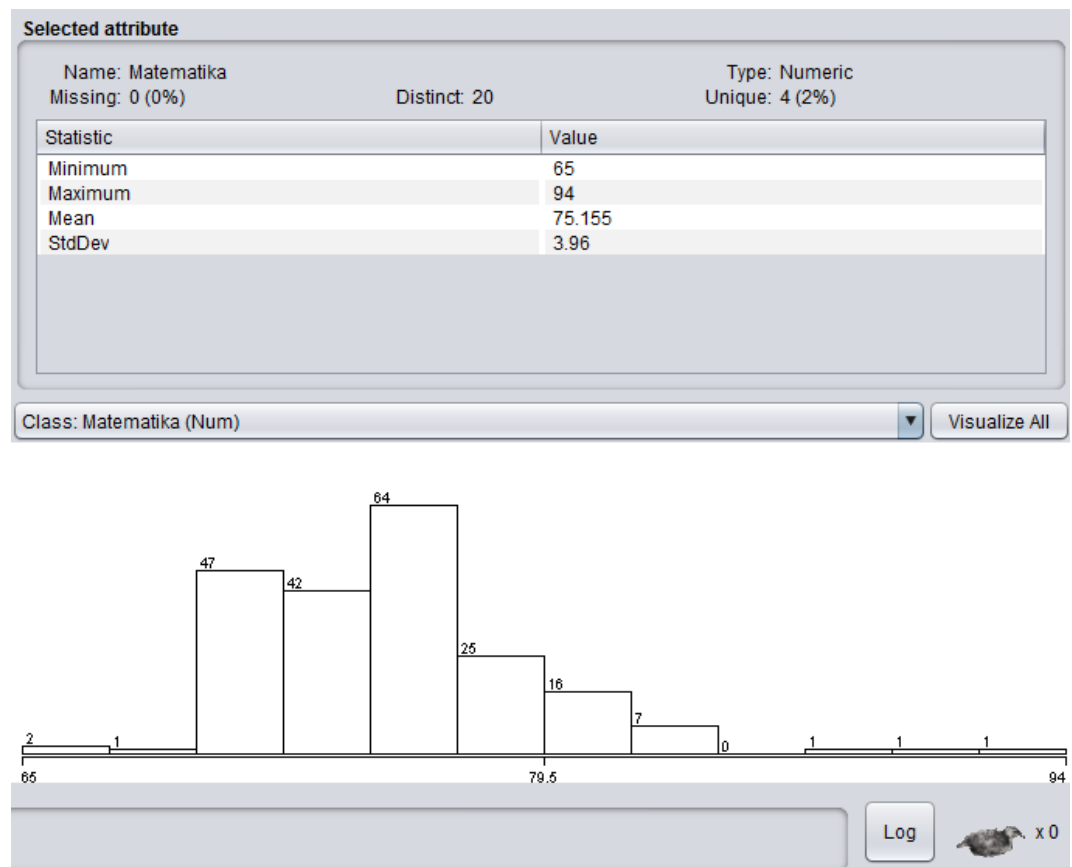 Selected attribute
Name: Matematika Type: Numeric
Missing: 0 (0%) Distinct: 20 Unique: 4 (2%)
Statistic Value
Minimum 65
Maximum 94
Mean 75.155
StdDev 3.96
Class: Matematika (Num) Visualize All
64
47
42
25
16
7
2 1 0 1 1 1
65 79.5 94
Log x 0